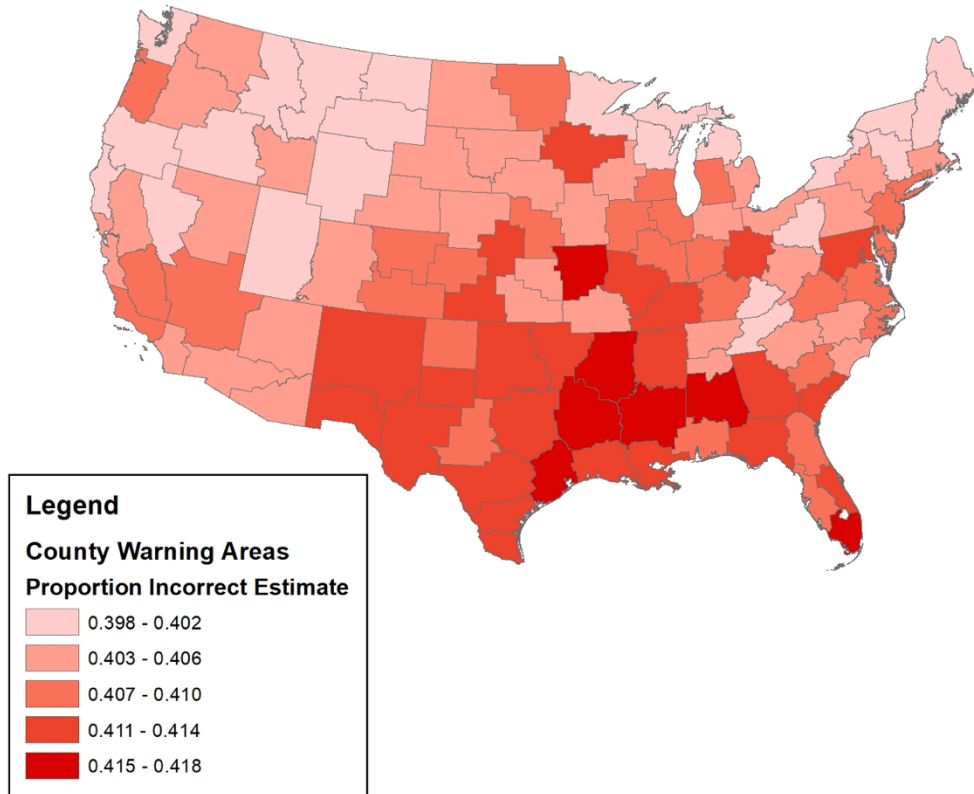 Legend
County Warning Areas
Proportion Incorrect Estimate
0.398 - 0.402
0.403 - 0.406
0.407 - 0.410
0.411 - 0.414
0.415 - 0.418